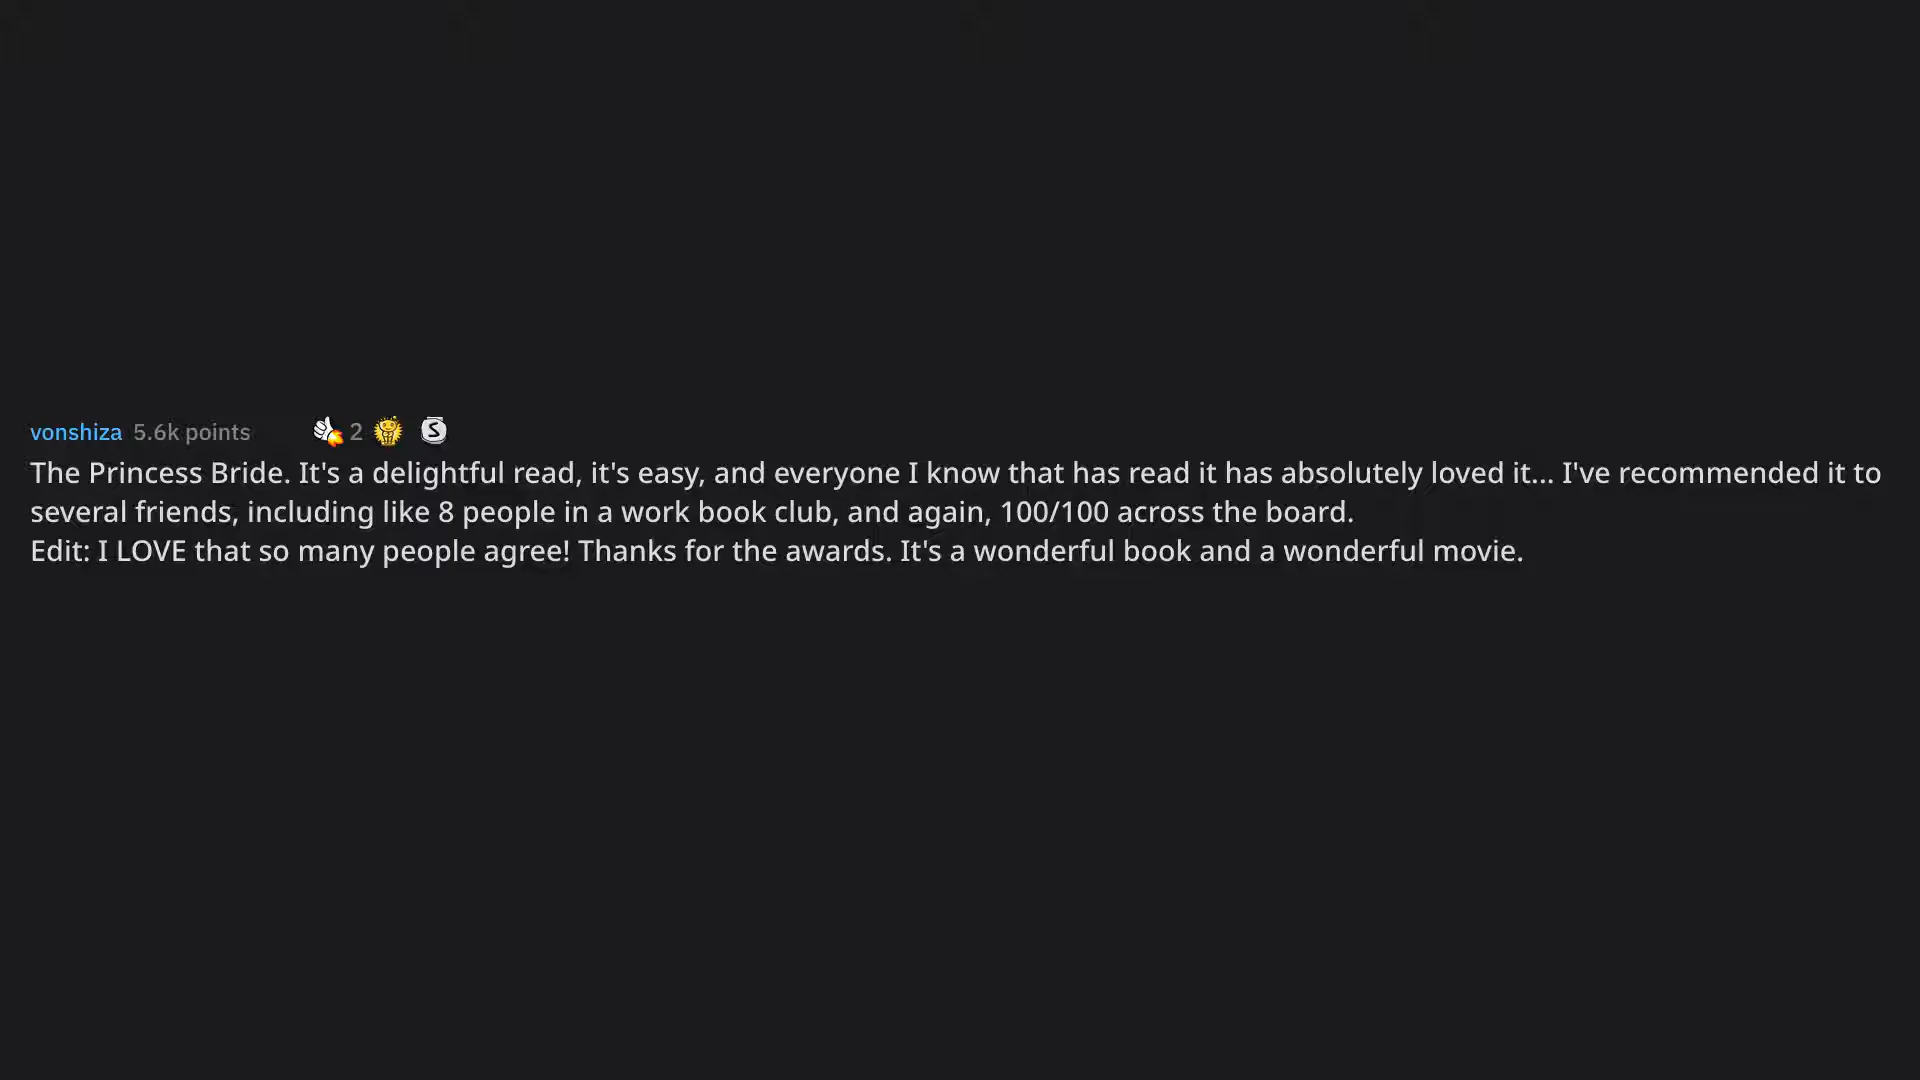 vonshiza 5.6k points 2 S
The Princess Bride. It's a delightful read, it's easy, and everyone I know that has read it has absolutely loved it... I've recommended it to
several friends, including like 8 people in a work book club, and again, 100/100 across the board.
Edit: I LOVE that so many people agree! Thanks for the awards. It's a wonderful book and a wonderful movie.